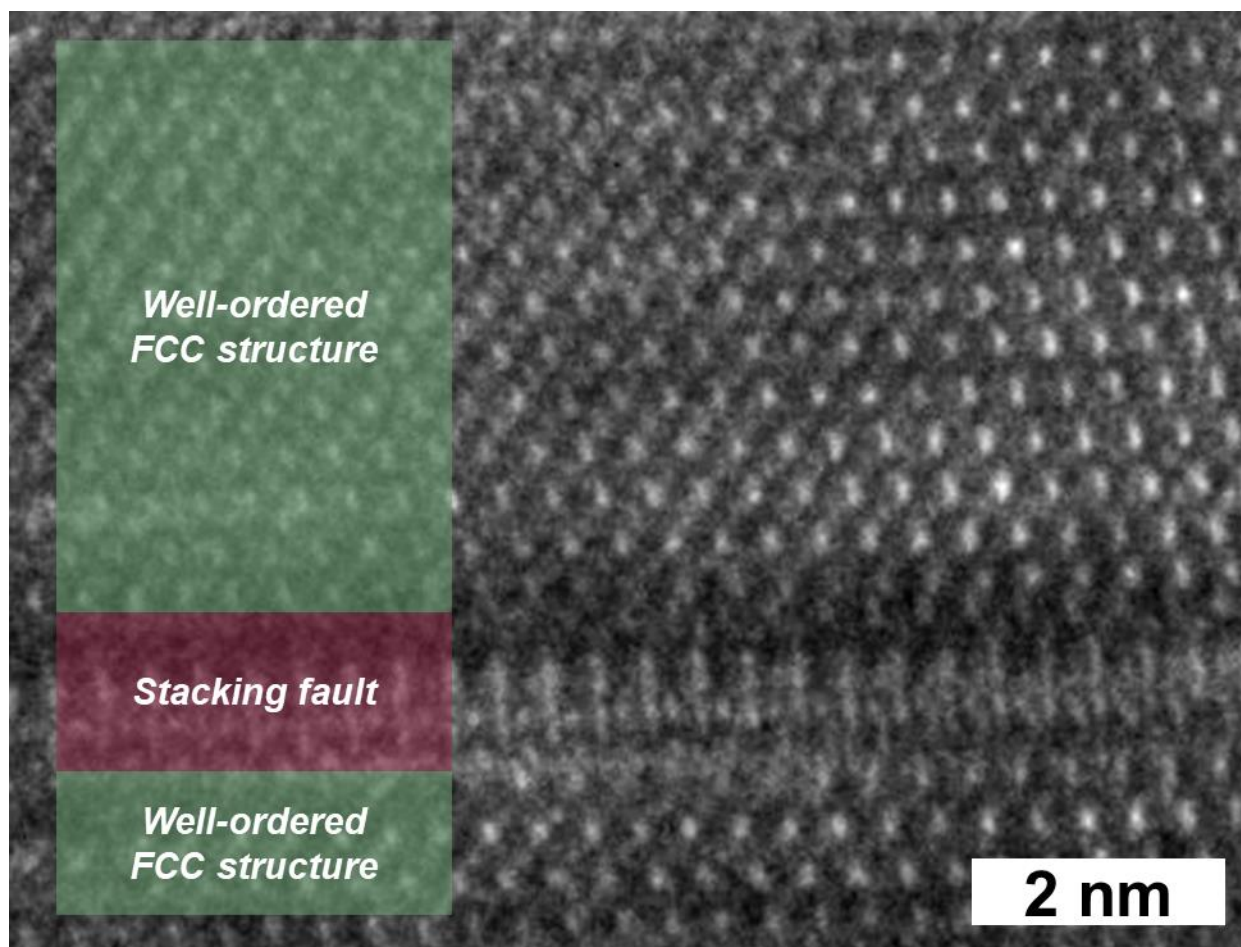 Well-ordered
FCC structure
Stacking fault
Well-ordered
FCC structure
2 nm